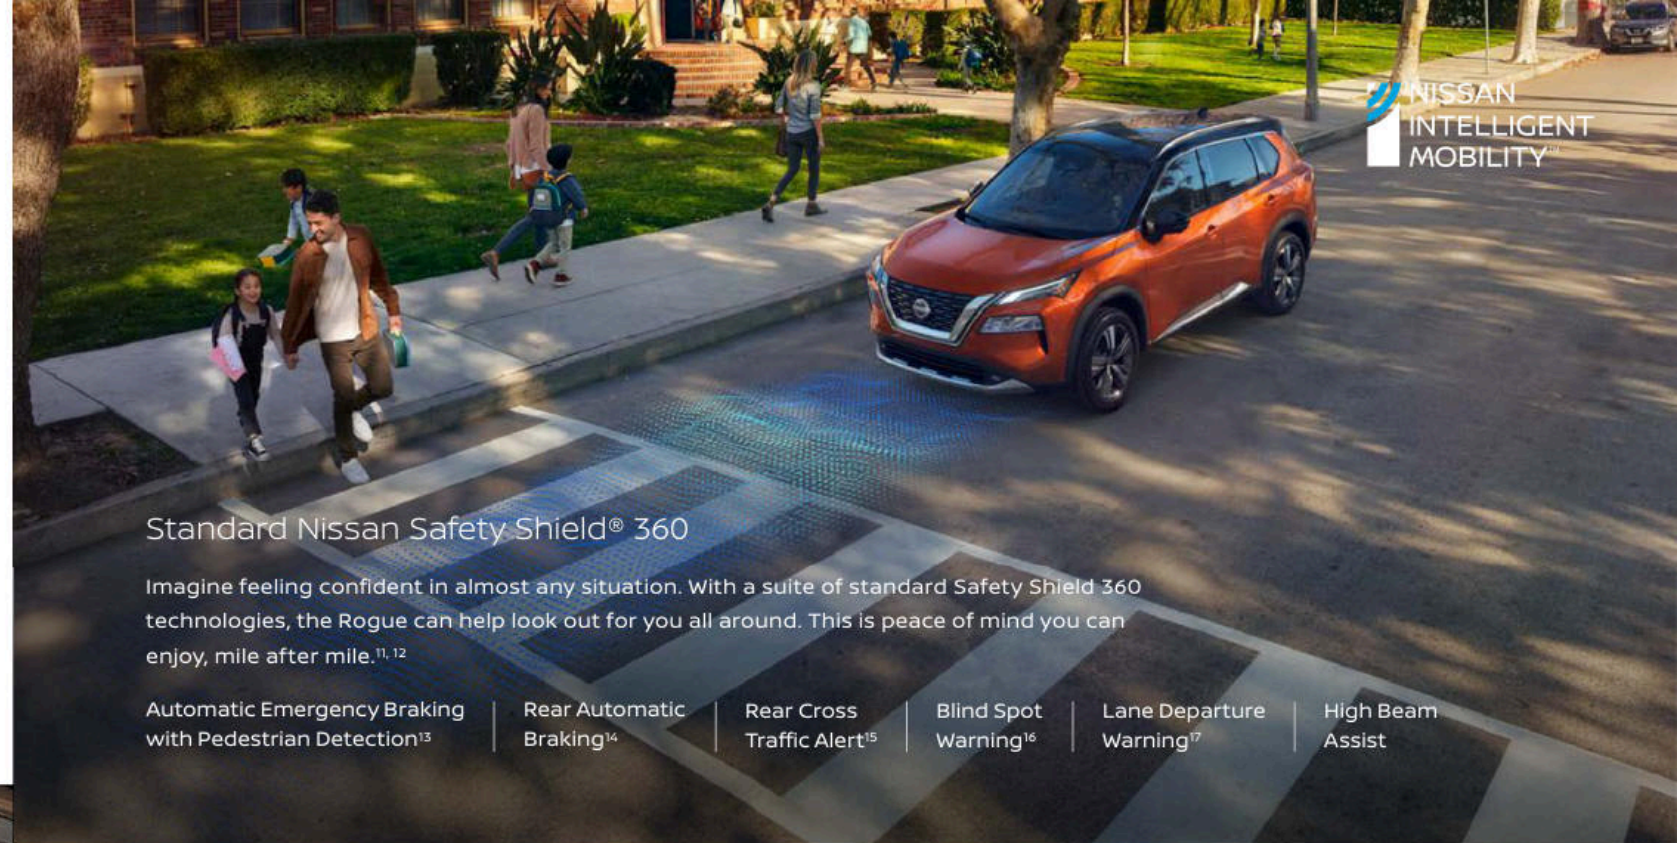 NISSAN
INTELLIGENT
MOBILITY™
Standard Nissan Safety Shield® 360
Imagine feeling confident in almost any situation. With a suite of standard Safety Shield 360
technologies, the Rogue can help look out for you all around. This is peace of mind you can
enjoy, mile after mile.¹¹, ¹²
Automatic Emergency Braking
with Pedestrian Detection¹³
Rear Automatic
Braking¹⁴
Rear Cross
Traffic Alert¹⁵
Blind Spot
Warning¹⁶
Lane Departure
Warning¹⁷
High Beam
Assist